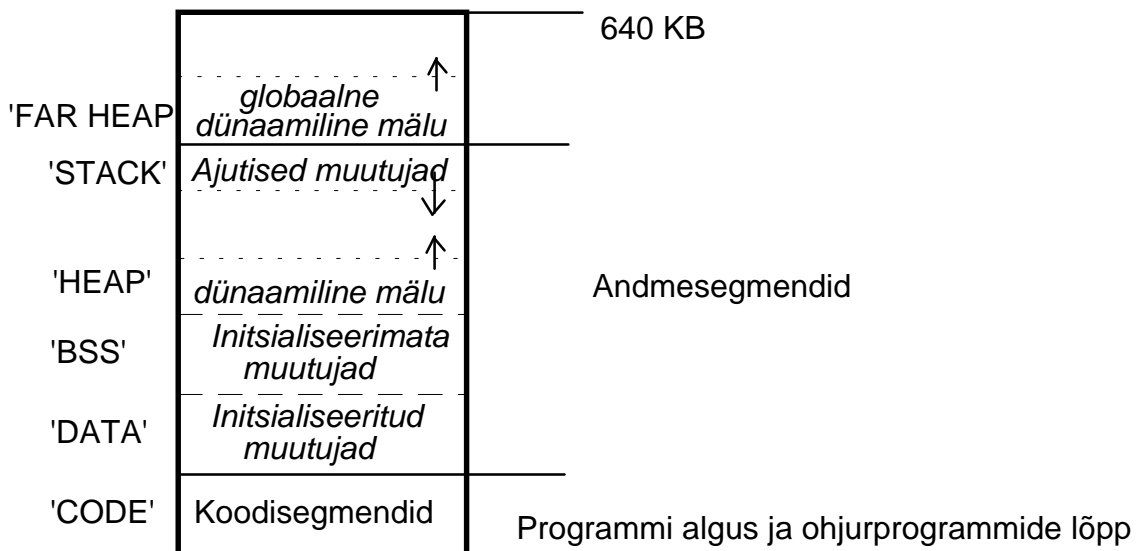 640 KB
globaalne
'FAR HEAP
dünaamiline mälu
'STACK'
Ajutised muutujad
'HEAP'
dünaamiline mälu
Andmesegmendid
'BSS'
Initsialiseerimata
muutujad
'DATA'
Initsialiseeritud
muutujad
'CODE'
Koodisegmendid
Programmi algus ja ohjurprogrammide lõpp